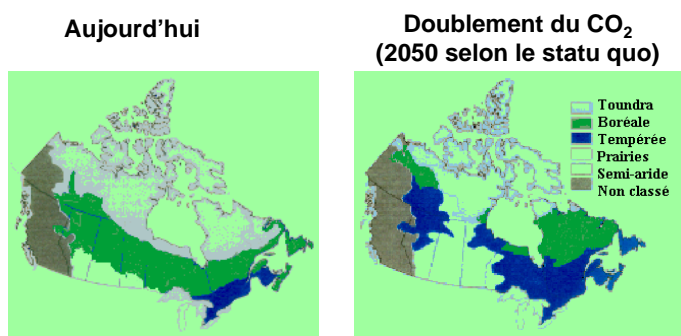 Aujourd'hui
Doublement du CO₂
(2050 selon le statu quo)
Toundra
Boréale
Tempérée
Prairies
Semi-aride
Non classé